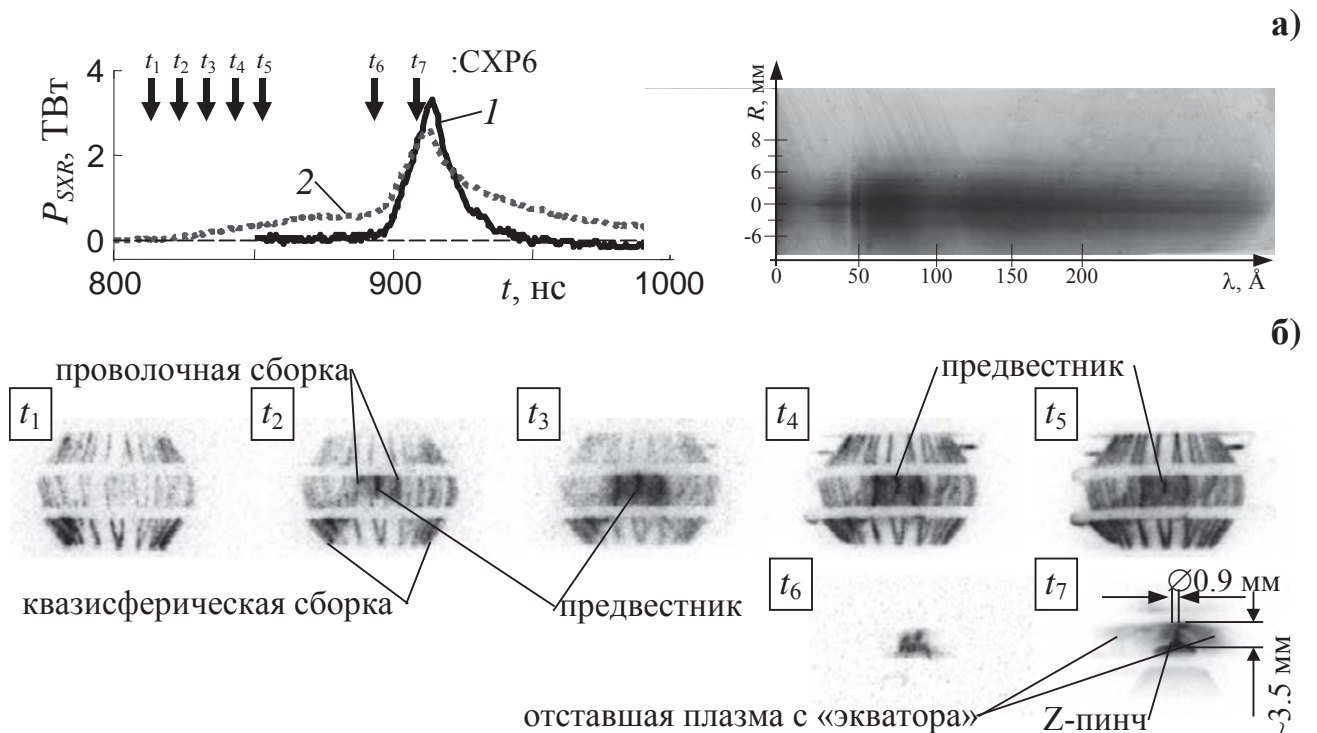 а)
t1 t2 t3 t4 t5 t6 t7 :СХР6
PSXR, ТВт
4
2
0
1
2
800 900 t, нс 1000
R, мм
8
6
0
-6
0 50 100 150 200 λ, Å
б)
проволочная сборка
предвестник
t1 t2 t3 t4 t5
квазисферическая сборка
предвестник
t6 t7
∅0.9 мм
~3.5 мм
отставшая плазма с «экватора»
Z-пинч